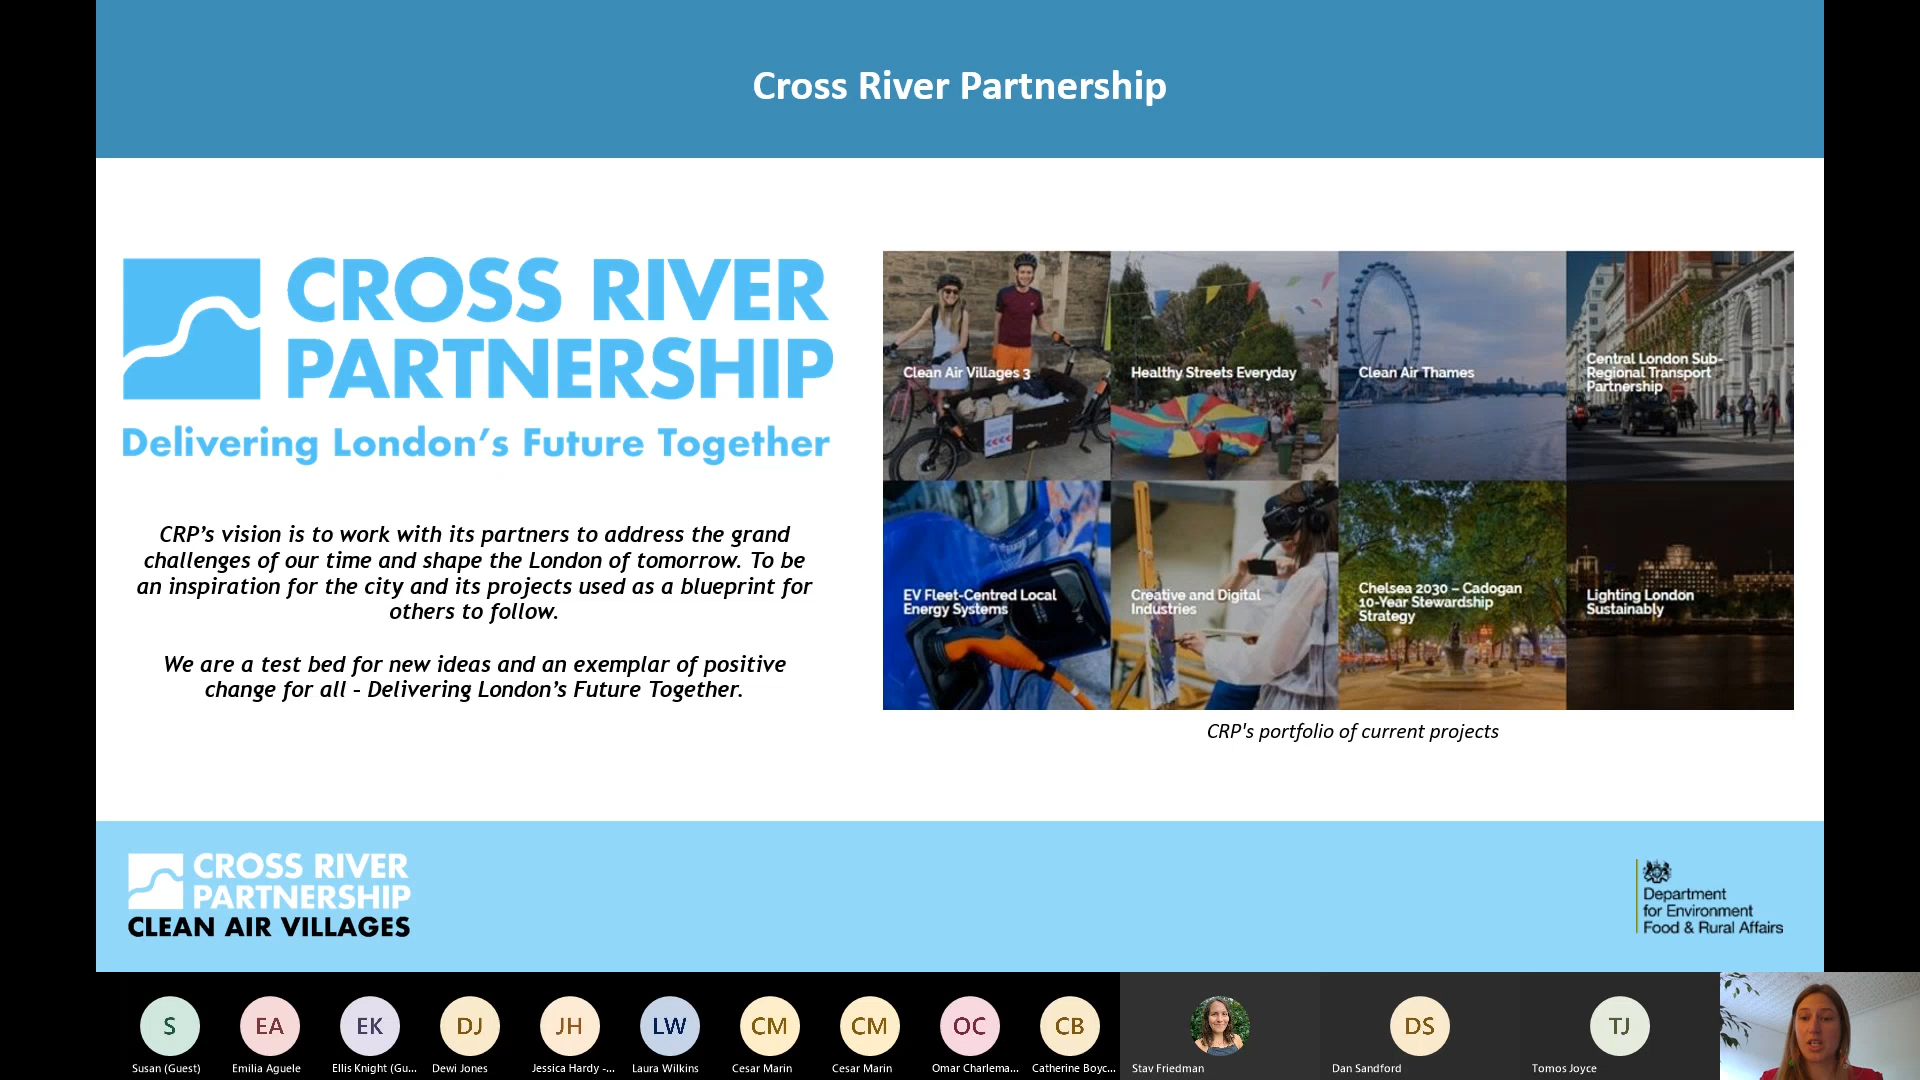 Cross River Partnership
CROSS RIVER
PARTNERSHIP
Delivering London's Future Together
CRP’s vision is to work with its partners to address the grand
challenges of our time and shape the London of tomorrow. To be
an inspiration for the city and its projects used as a blueprint for
others to follow.
We are a test bed for new ideas and an exemplar of positive
change for all – Delivering London’s Future Together.
Clean Air Villages 3
Healthy Streets Everyday
Clean Air Thames
Central London Sub-
Regional Transport
Partnership
EV Fleet-Centred Local
Energy Systems
Creative and Digital
Industries
Chelsea 2030 – Cadogan
10-Year Stewardship
Strategy
Lighting London
Sustainably
CRP's portfolio of current projects
CROSS RIVER
PARTNERSHIP
CLEAN AIR VILLAGES
Department
for Environment
Food & Rural Affairs
S
EA
EK
DJ
JH
LW
CM
CM
OC
CB
DS
TJ
Susan (Guest)
Emilia Aguele
Ellis Knight (Gu...
Dewi Jones
Jessica Hardy -...
Laura Wilkins
Cesar Marin
Cesar Marin
Omar Charlema...
Catherine Boyc...
Stav Friedman
Dan Sandford
Tomos Joyce